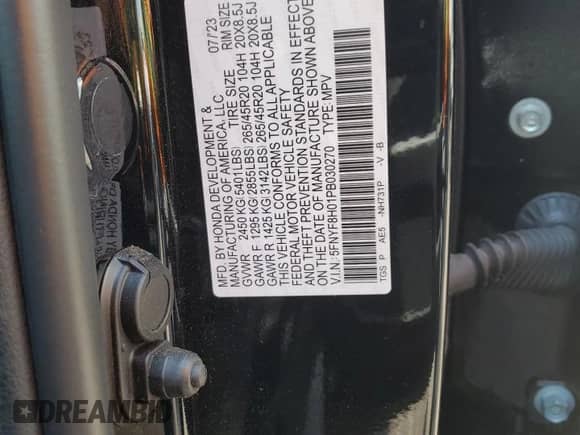 MFD. BY HONDA DEVELOPMENT & 07/23
MANUFACTURING OF AMERICA, LLC TIRE SIZE RIM SIZE
GVWR 2450 KG( 5401LBS)
GAWR F 1295 KG( 2855LBS) 265/45R20 104H 20X8.5J
GAWR R 1425 KG( 3142LBS) 265/45R20 104H 20X8.5J
THIS VEHICLE CONFORMS TO ALL APPLICABLE
FEDERAL MOTOR VEHICLE SAFETY
AND THEFT PREVENTION STANDARDS IN EFFECT
ON THE DATE OF MANUFACTURE SHOWN ABOVE
V.I.N: 5FNYF8H01PB030270 TYPE: MPV
TGS P AE5 -NH731P -V -B
DREAMBID